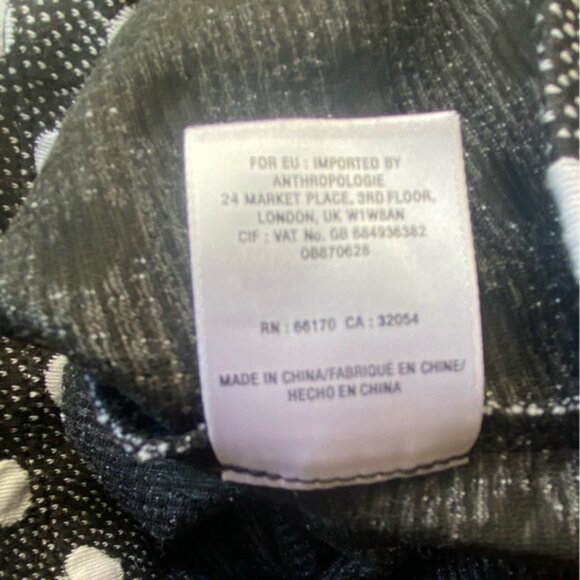 FOR EU : IMPORTED BY
ANTHROPOLOGIE
24 MARKET PLACE, 3RD FLOOR,
LONDON, UK W1W8AN
CIF : VAT No. GB 684936382
OB870628
RN : 66170 CA : 32054
MADE IN CHINA/FABRIQUÉ EN CHINE/
HECHO EN CHINA